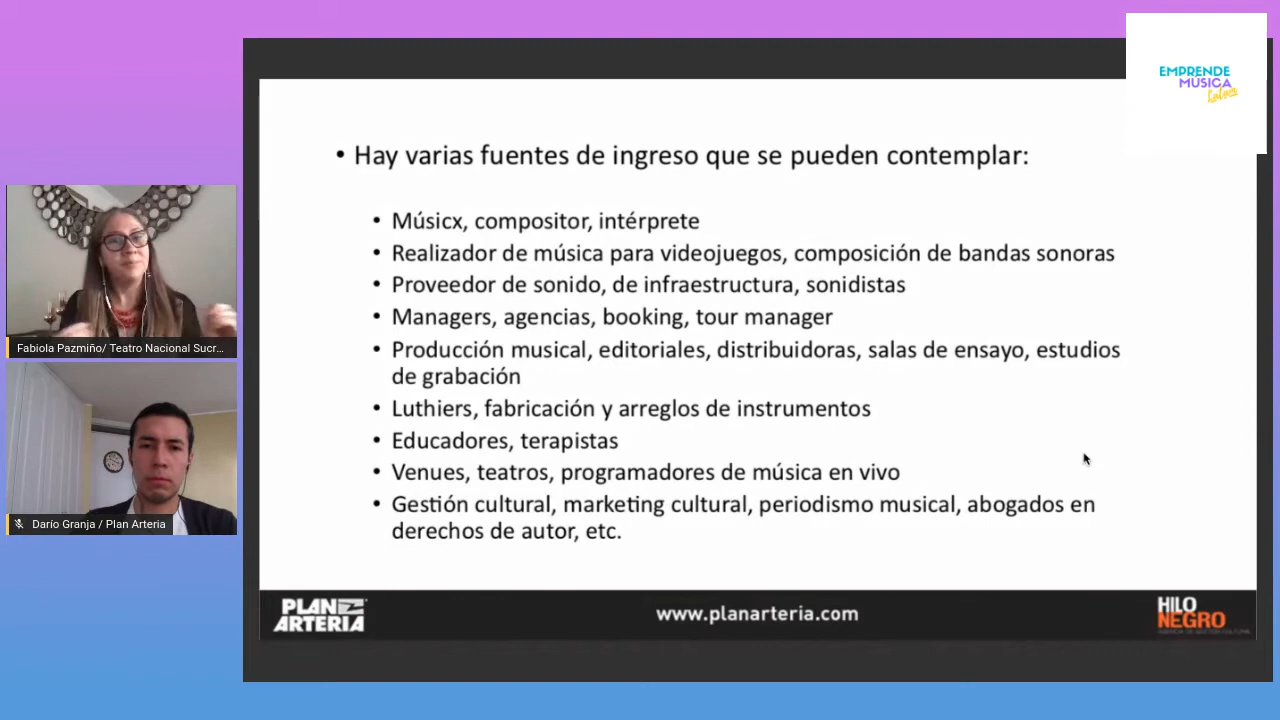 EMPRENDE
MÚSICA
Latam
• Hay varias fuentes de ingreso que se pueden contemplar:
• Músicx, compositor, intérprete
• Realizador de música para videojuegos, composición de bandas sonoras
• Proveedor de sonido, de infraestructura, sonidistas
• Managers, agencias, booking, tour manager
• Producción musical, editoriales, distribuidoras, salas de ensayo, estudios
de grabación
• Luthiers, fabricación y arreglos de instrumentos
• Educadores, terapistas
• Venues, teatros, programadores de música en vivo
• Gestión cultural, marketing cultural, periodismo musical, abogados en
derechos de autor, etc.
Fabiola Pazmiño/ Teatro Nacional Sucr...
Darío Granja / Plan Arteria
PLAN
ARTERIA
www.planarteria.com
HILO
NEGRO